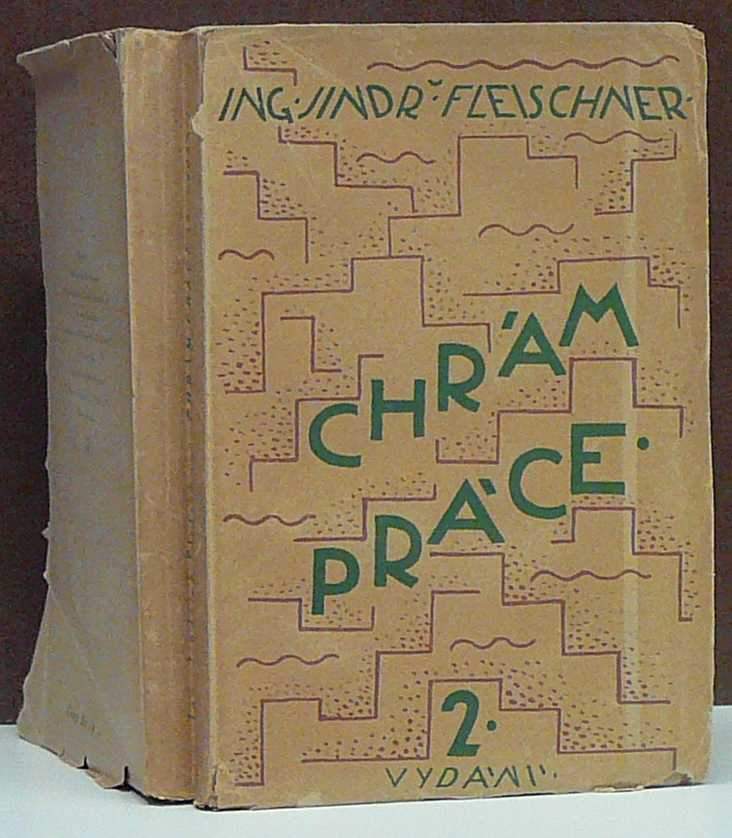 ING. JINDŘ. FLEISCHNER.
CHRÁM
PRÁCE.
2.
VYDÁNÍ.